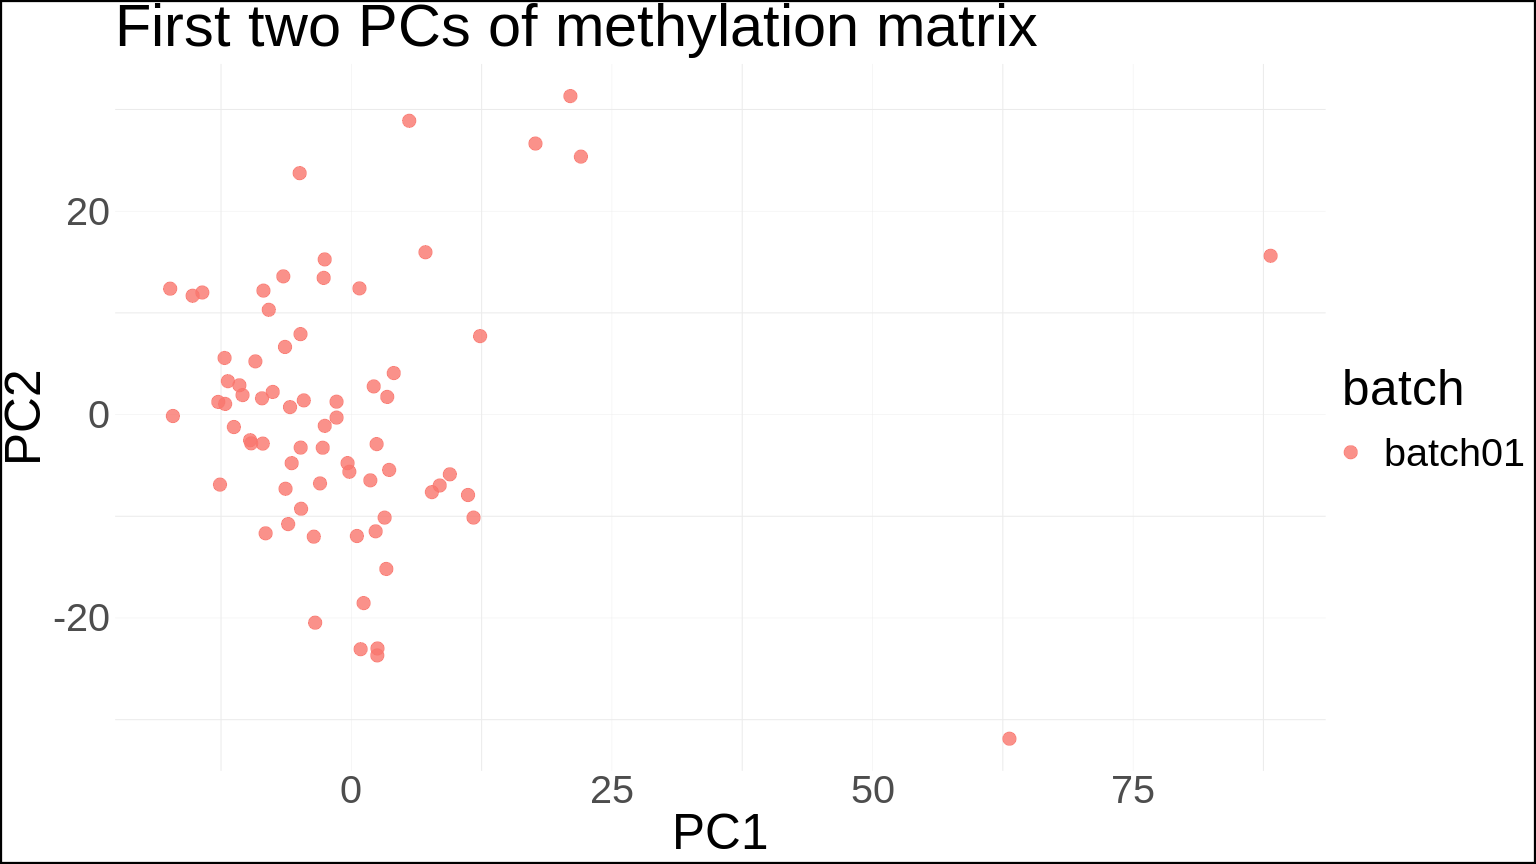 First two PCs of methylation matrix
20
0
-20
PC2
0 25 50 75
PC1
batch
batch01